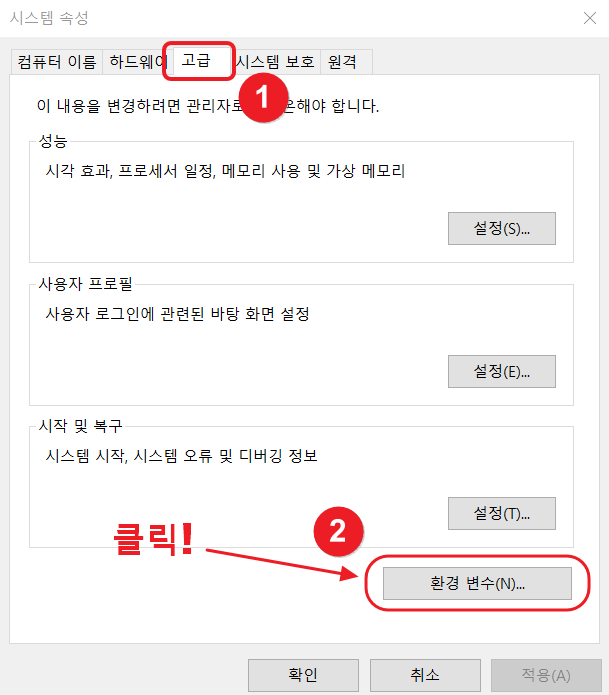 시스템 속성
컴퓨터 이름 하드웨어 고급 시스템 보호 원격
1
이 내용을 변경하려면 관리자로 해야 합니다.
성능
시각 효과, 프로세서 일정, 메모리 사용 및 가상 메모리
설정(S)...
사용자 프로필
사용자 로그인에 관련된 바탕 화면 설정
설정(E)...
시작 및 복구
시스템 시작, 시스템 오류 및 디버깅 정보
설정(T)...
클릭!
2
환경 변수(N)...
확인 취소 적용(A)